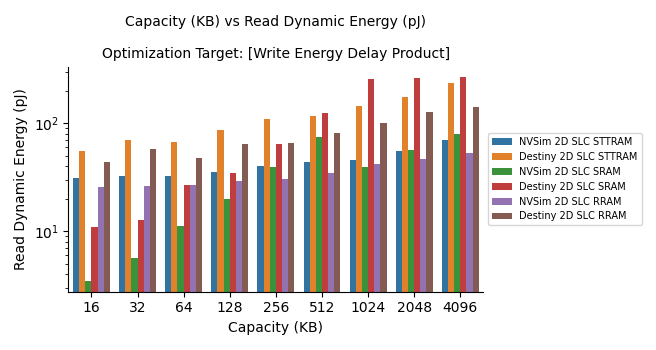 Capacity (KB) vs Read Dynamic Energy (pJ)
Optimization Target: [Write Energy Delay Product]
Read Dynamic Energy (pJ)
10²
10¹
16 32 64 128 256 512 1024 2048 4096
Capacity (KB)
NVSim 2D SLC STTRAM
Destiny 2D SLC STTRAM
NVSim 2D SLC SRAM
Destiny 2D SLC SRAM
NVSim 2D SLC RRAM
Destiny 2D SLC RRAM